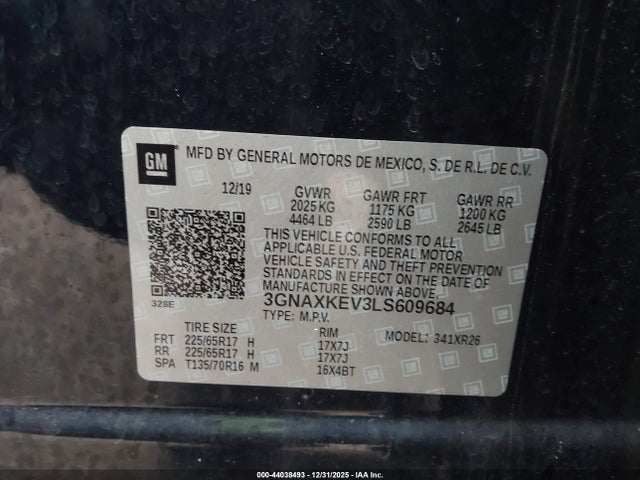 GM
MFD BY GENERAL MOTORS DE MEXICO, S. DE R.L. DE C.V.
12/19 GVWR GAWR FRT GAWR RR
2025 KG 1175 KG 1200 KG
4464 LB 2590 LB 2645 LB
THIS VEHICLE CONFORMS TO ALL
APPLICABLE U.S. FEDERAL MOTOR
VEHICLE SAFETY AND THEFT PREVENTION
STANDARDS IN EFFECT ON THE DATE
OF MANUFACTURE SHOWN ABOVE.
328E 3GNAXKEV3LS609684
TYPE: M.P.V.
TIRE SIZE RIM MODEL: 341XR26
FRT 225/65R17 H 17X7J
RR 225/65R17 H 17X7J
SPA T135/70R16 M 16X4BT
000-44038493 - 12/31/2025 - IAA Inc.